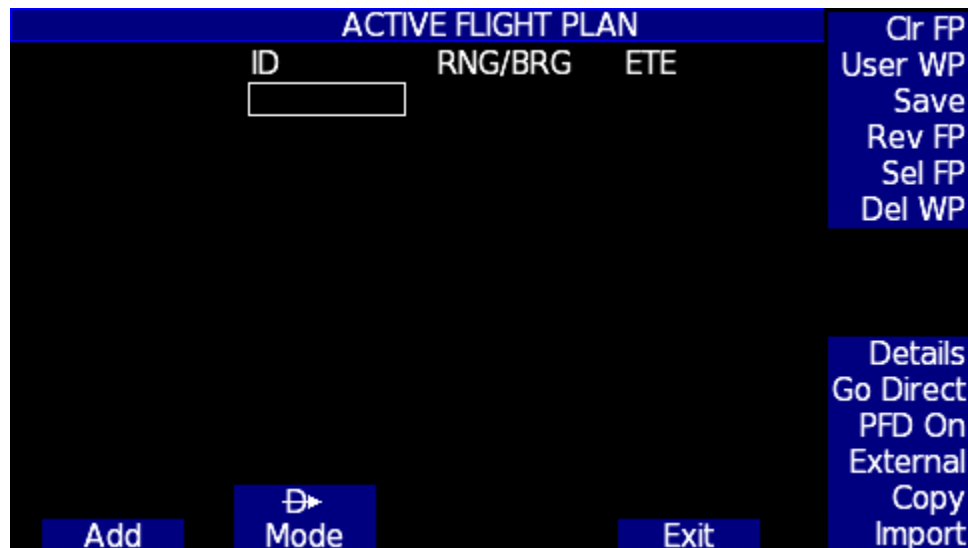 ACTIVE FLIGHT PLAN
ID RNG/BRG ETE
Clr FP
User WP
Save
Rev FP
Sel FP
Del WP
Details
Go Direct
PFD On
External
Copy
Import
D
Add Mode Exit